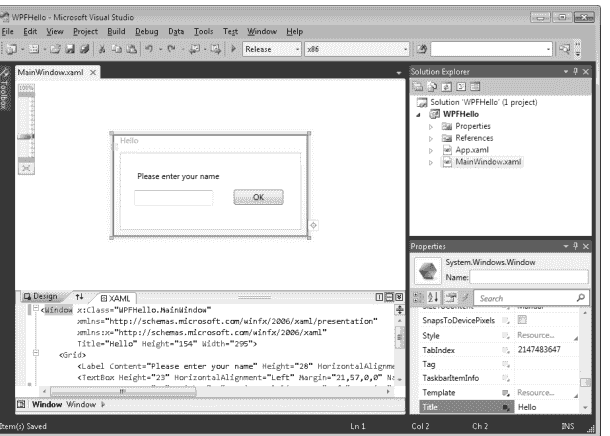 WPFHello - Microsoft Visual Studio
File Edit View Project Build Debug Data Tools Test Window Help
Release x86
Toolbox
MainWindow.xaml ×
100%
Hello
Please enter your name
OK
Design XAML
<Window x:Class="WPFHello.MainWindow"
xmlns="http://schemas.microsoft.com/winfx/2006/xaml/presentation"
xmlns:x="http://schemas.microsoft.com/winfx/2006/xaml"
Title="Hello" Height="154" Width="295">
<Grid>
<Label Content="Please enter your name" Height="28" HorizontalAlignme
<TextBox Height="23" HorizontalAlignment="Left" Margin="21,57,0,0" Na
Window Window
Solution Explorer
Solution 'WPFHello' (1 project)
WPFHello
Properties
References
App.xaml
MainWindow.xaml
Properties
System.Windows.Window
Name:
Search
SnapsToDevicePixels
Style Resource...
TabIndex 2147483647
Tag
TaskbarItemInfo
Template Resource...
Title Hello
Item(s) Saved Ln 1 Col 2 Ch 2 INS